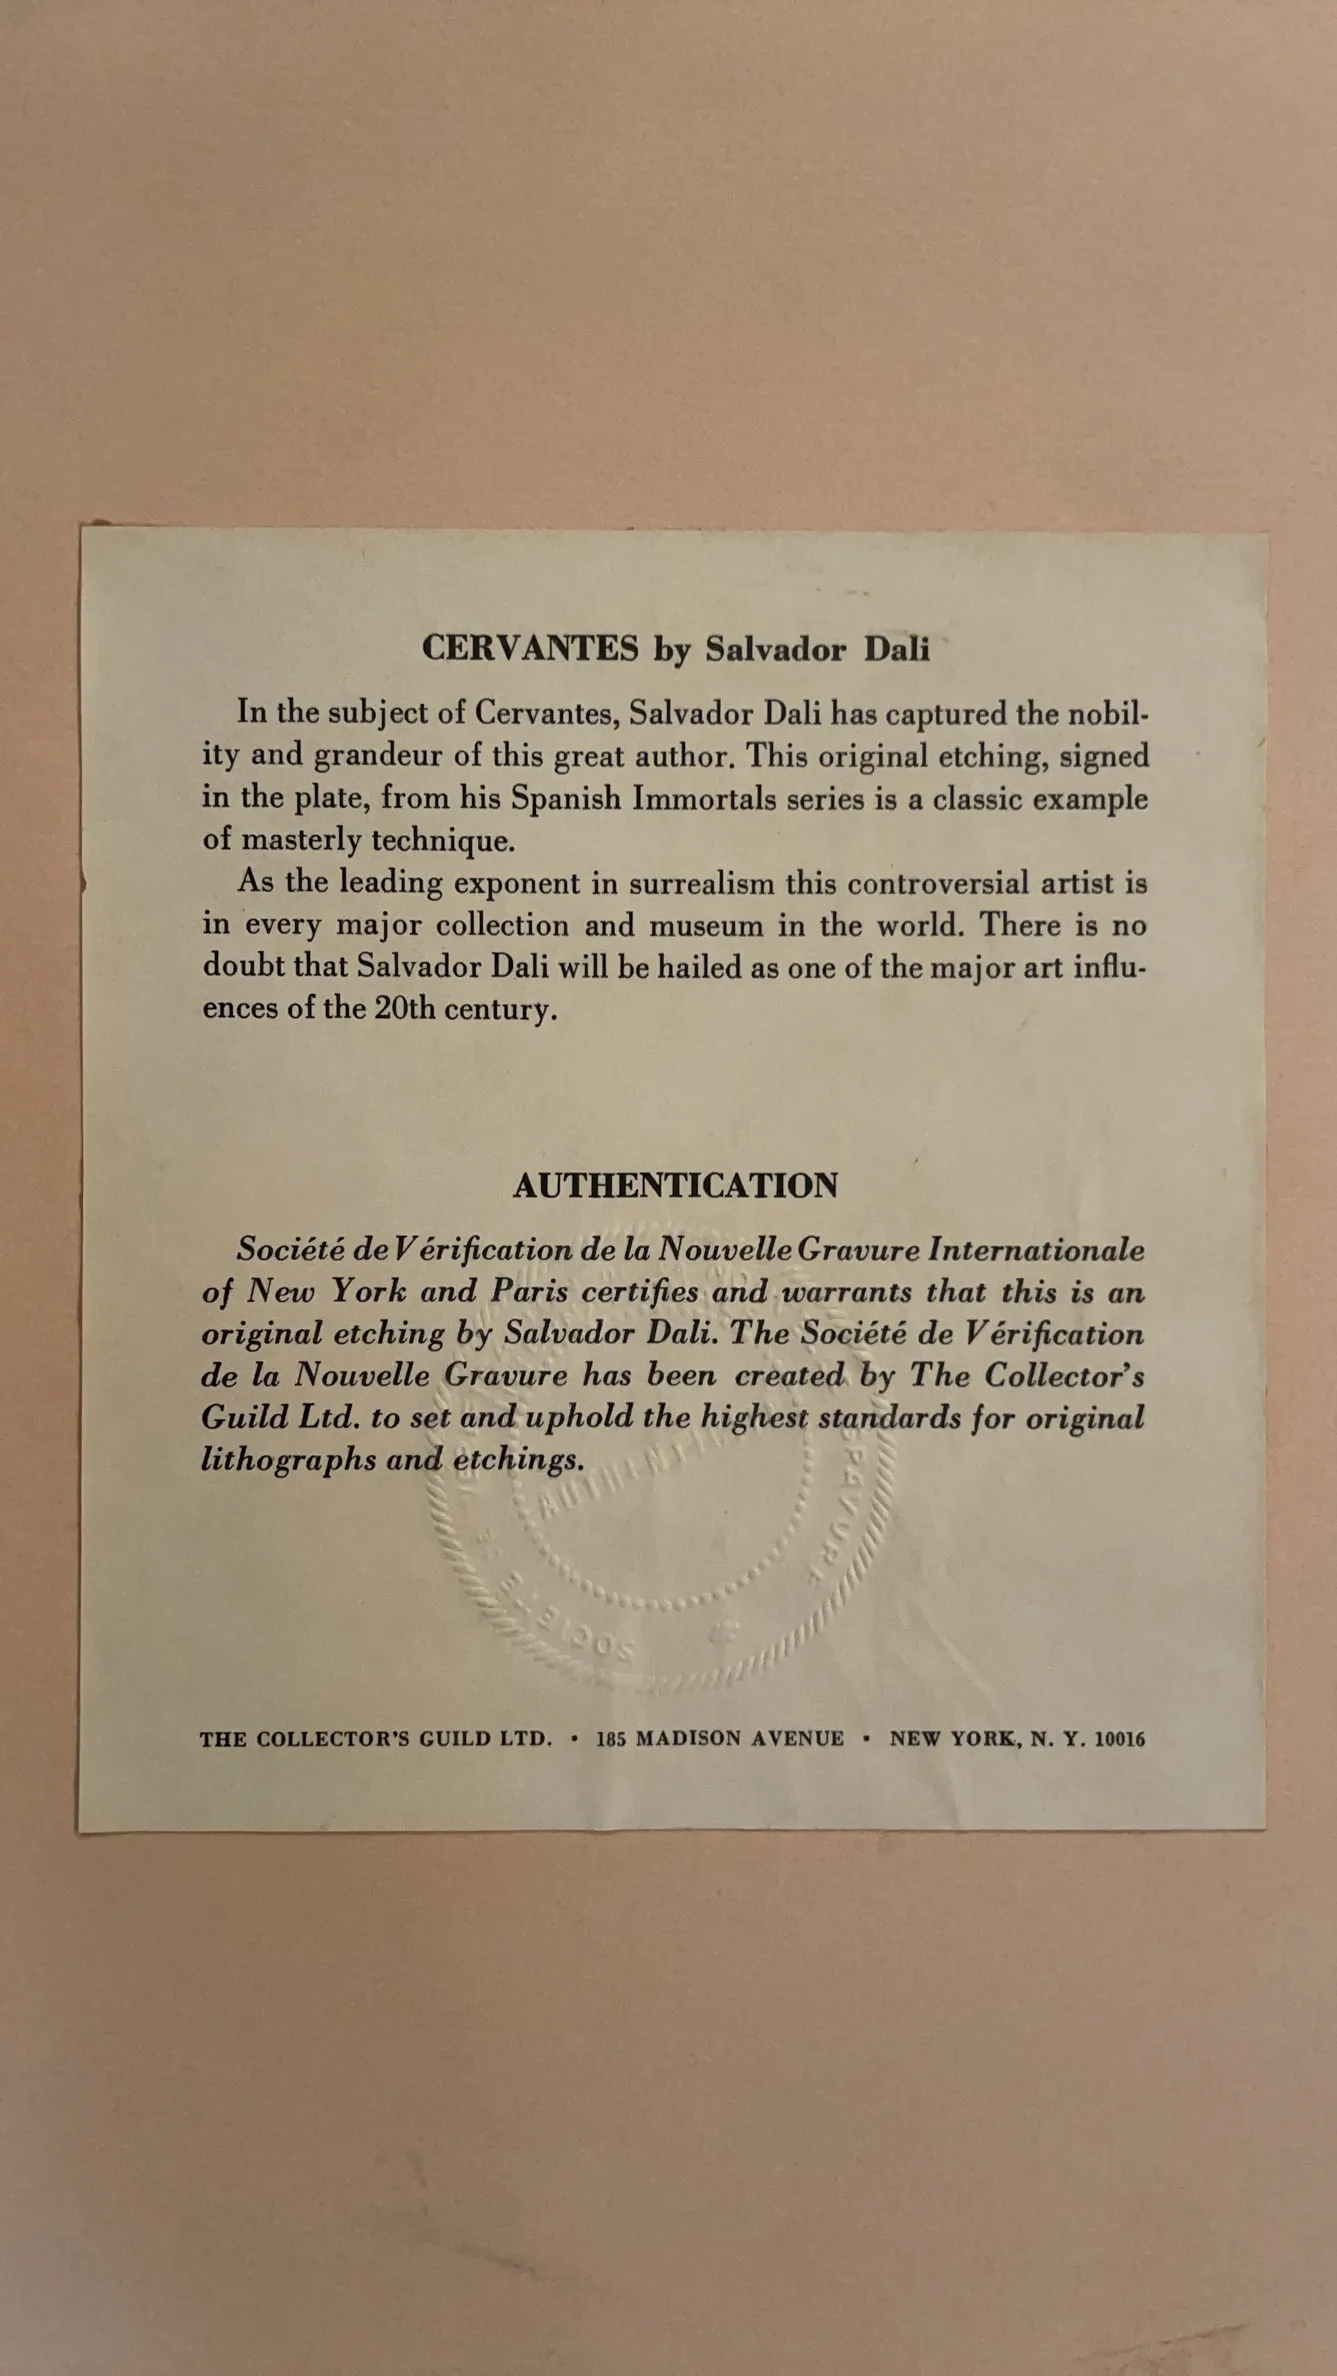 CERVANTES by Salvador Dali
In the subject of Cervantes, Salvador Dali has captured the nobil-
ity and grandeur of this great author. This original etching, signed
in the plate, from his Spanish Immortals series is a classic example
of masterly technique.
As the leading exponent in surrealism this controversial artist is
in every major collection and museum in the world. There is no
doubt that Salvador Dali will be hailed as one of the major art influ-
ences of the 20th century.
AUTHENTICATION
Société de Vérification de la Nouvelle Gravure Internationale
of New York and Paris certifies and warrants that this is an
original etching by Salvador Dali. The Société de Vérification
de la Nouvelle Gravure has been created by The Collector's
Guild Ltd. to set and uphold the highest standards for original
lithographs and etchings.
THE COLLECTOR'S GUILD LTD. • 185 MADISON AVENUE • NEW YORK, N. Y. 10016